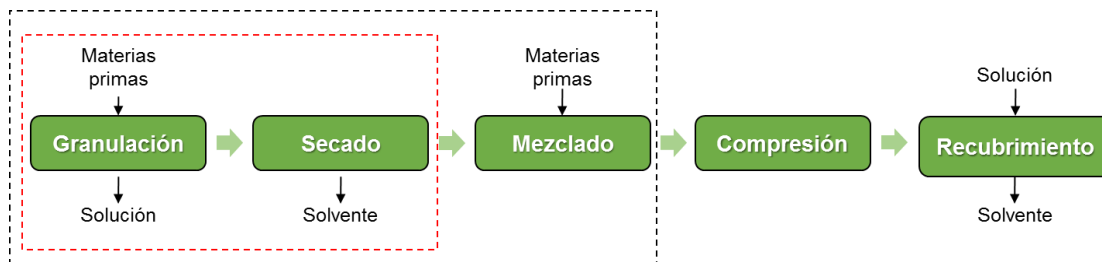 Materias
primas
Materias
primas
Solución
Granulación
Secado
Mezclado
Compresión
Recubrimiento
Solución
Solvente
Solvente